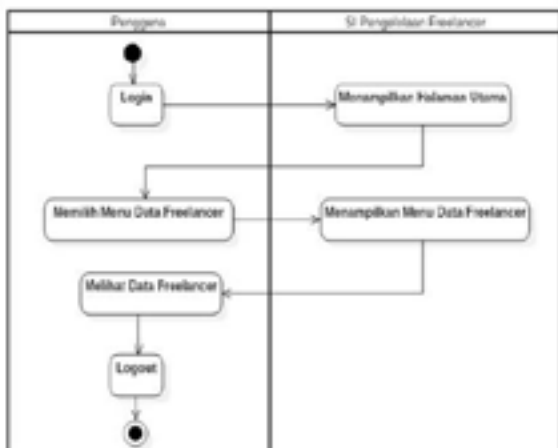 Pengguna
SI Pengelolaan Freelancer
Login
Menampilkan Halaman Utama
Memilih Menu Data Freelancer
Menampilkan Menu Data Freelancer
Melihat Data Freelancer
Logout